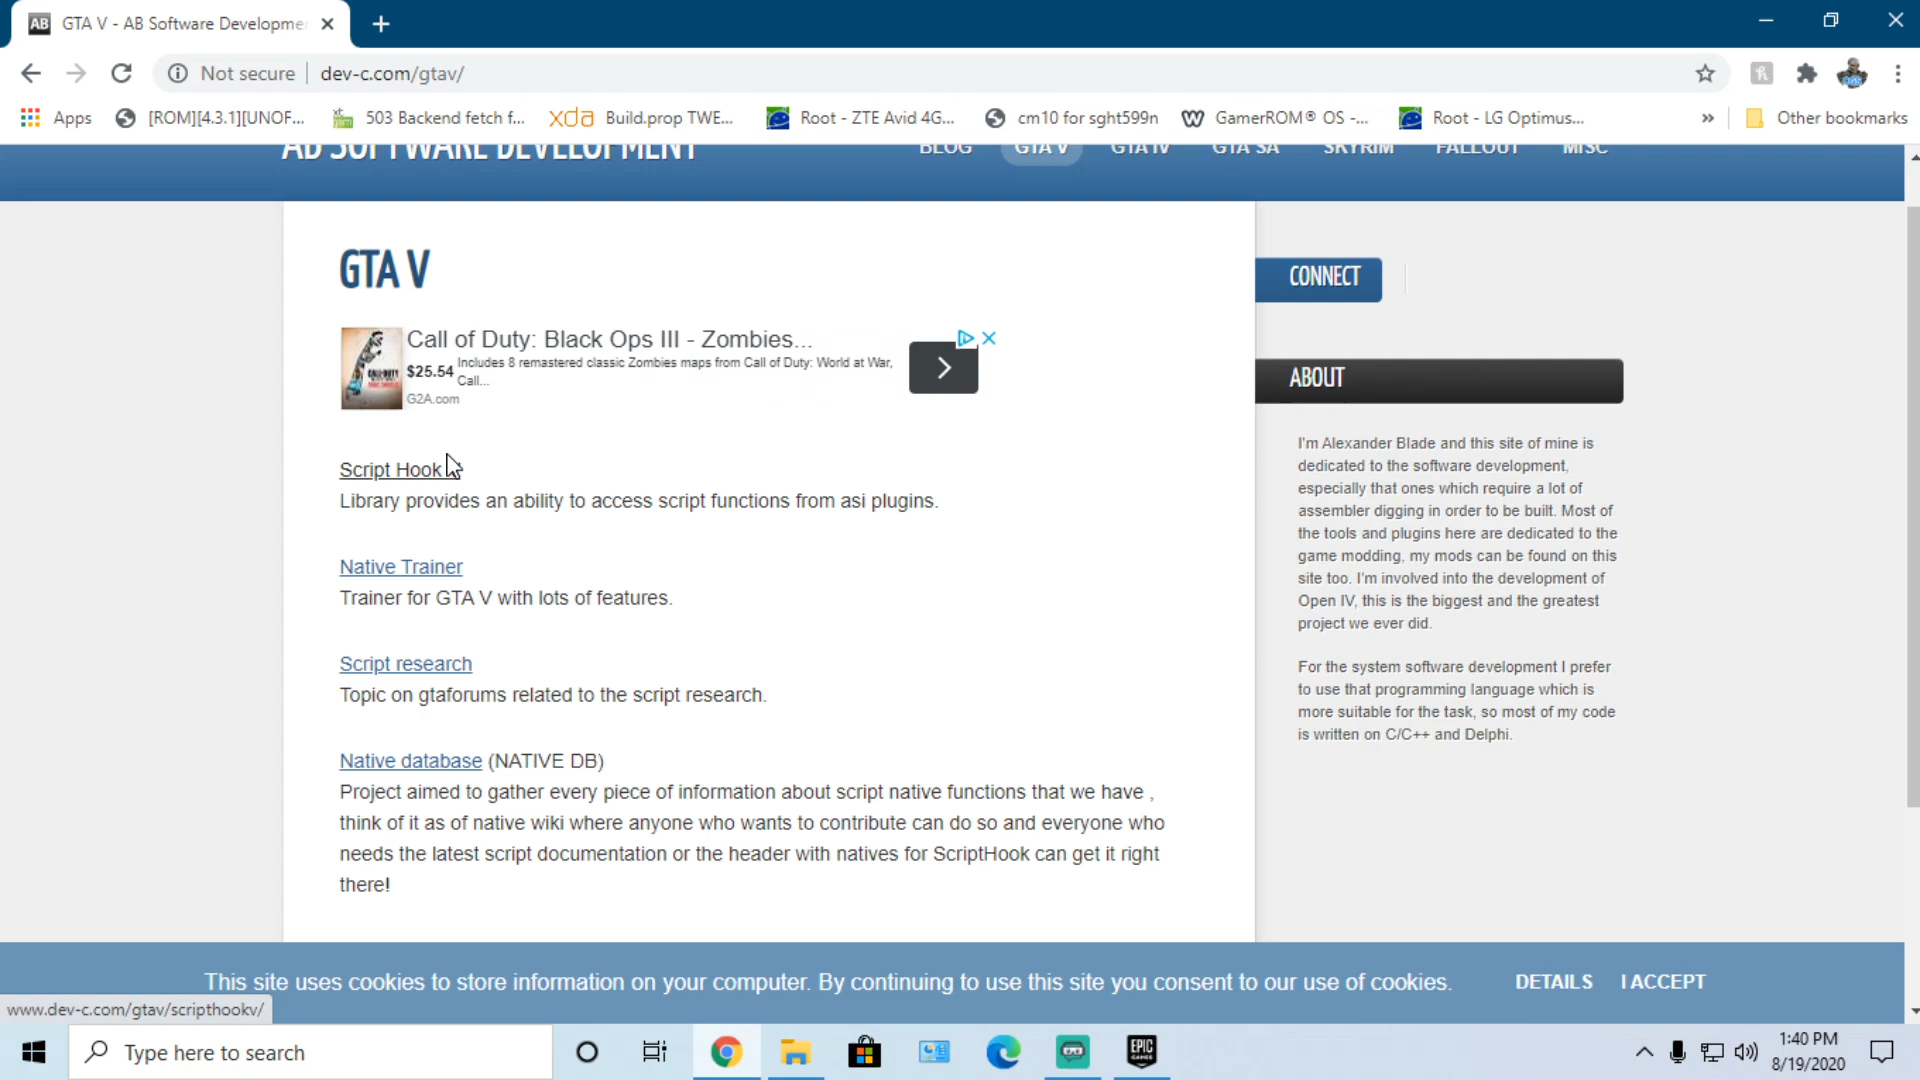 AB
GTA V - AB Software Developme
Not secure
dev-c.com/gtav/
Apps
[ROM][4.3.1][UNOF...
503 Backend fetch f...
xda
Build.prop TWE...
Root - ZTE Avid 4G...
cm10 for sght599n
GamerROM® OS -...
Root - LG Optimus...
»
Other bookmarks
AB SOFTWARE DEVELOPMENT
BLOG
GTA V
GTA IV
GTA SA
SKYRIM
FALLOUT
MISC
GTA V
Call of Duty: Black Ops III - Zombies...
$25.54
Includes 8 remastered classic Zombies maps from Call of Duty: World at War,
Call...
G2A.com
CONNECT
ABOUT
I'm Alexander Blade and this site of mine is
dedicated to the software development,
especially that ones which require a lot of
assembler digging in order to be built. Most of
the tools and plugins here are dedicated to the
game modding, my mods can be found on this
site too. I'm involved into the development of
Open IV, this is the biggest and the greatest
project we ever did.
For the system software development I prefer
to use that programming language which is
more suitable for the task, so most of my code
is written on C/C++ and Delphi.
Script Hook
Library provides an ability to access script functions from asi plugins.
Native Trainer
Trainer for GTA V with lots of features.
Script research
Topic on gtaforums related to the script research.
Native database (NATIVE DB)
Project aimed to gather every piece of information about script native functions that we have ,
think of it as of native wiki where anyone who wants to contribute can do so and everyone who
needs the latest script documentation or the header with natives for ScriptHook can get it right
there!
This site uses cookies to store information on your computer. By continuing to use this site you consent to our use of cookies.
DETAILS
I ACCEPT
www.dev-c.com/gtav/scripthookv/
Type here to search
EPIC
GAMES
1:40 PM
8/19/2020